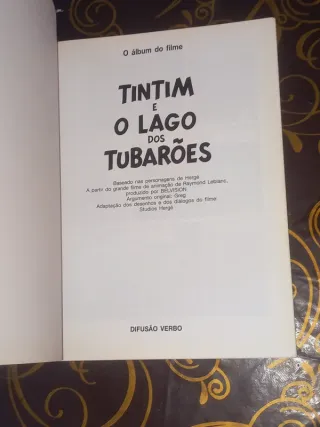 O álbum do filme
TINTIM
E
O LAGO
DOS
TUBARÕES
Baseado nas personagens de Hergé
A partir do grande filme de animação de Raymond Leblanc,
produzido por BELVISION.
Argumento original: Greg
Adaptação dos desenhos e dos diálogos do filme:
Studios Hergé
DIFUSÃO VERBO